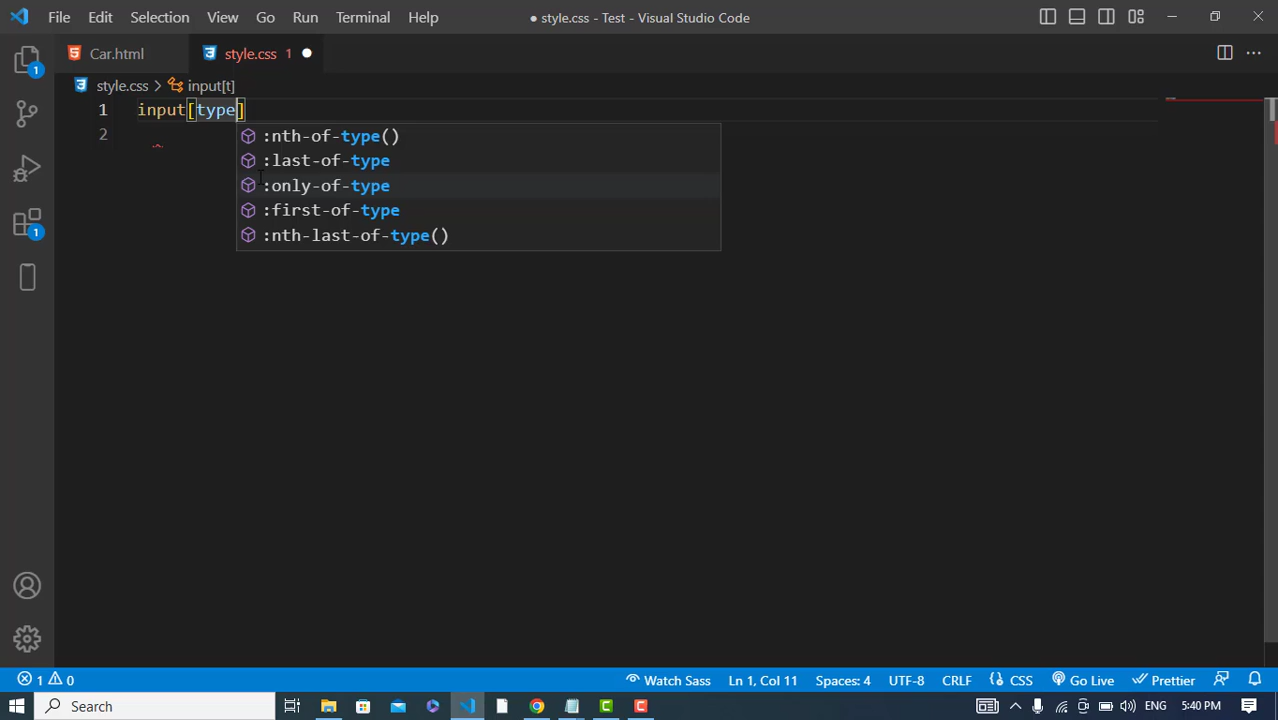 File Edit Selection View Go Run Terminal Help ● style.css - Test - Visual Studio Code
Car.html style.css 1
style.css > input[t]
1 input[type]
2
:nth-of-type()
:last-of-type
:only-of-type
:first-of-type
:nth-last-of-type()
1
1
1 0 Watch Sass Ln 1, Col 11 Spaces: 4 UTF-8 CRLF CSS Go Live Prettier
Search ENG 5:40 PM